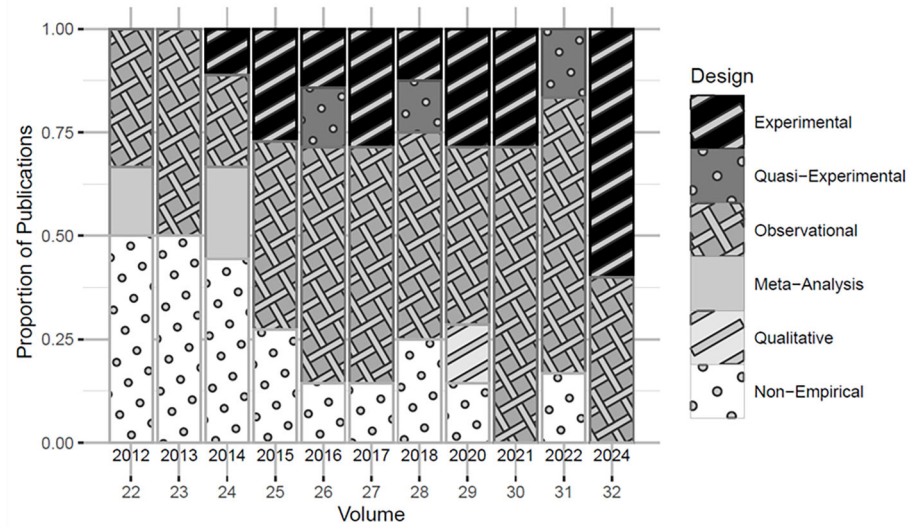 1.00
0.75
0.50
0.25
0.00
Proportion of Publications
2012 2013 2014 2015 2016 2017 2018 2020 2021 2022 2024
22 23 24 25 26 27 28 29 30 31 32
Volume
Design
Experimental
Quasi-Experimental
Observational
Meta-Analysis
Qualitative
Non-Empirical